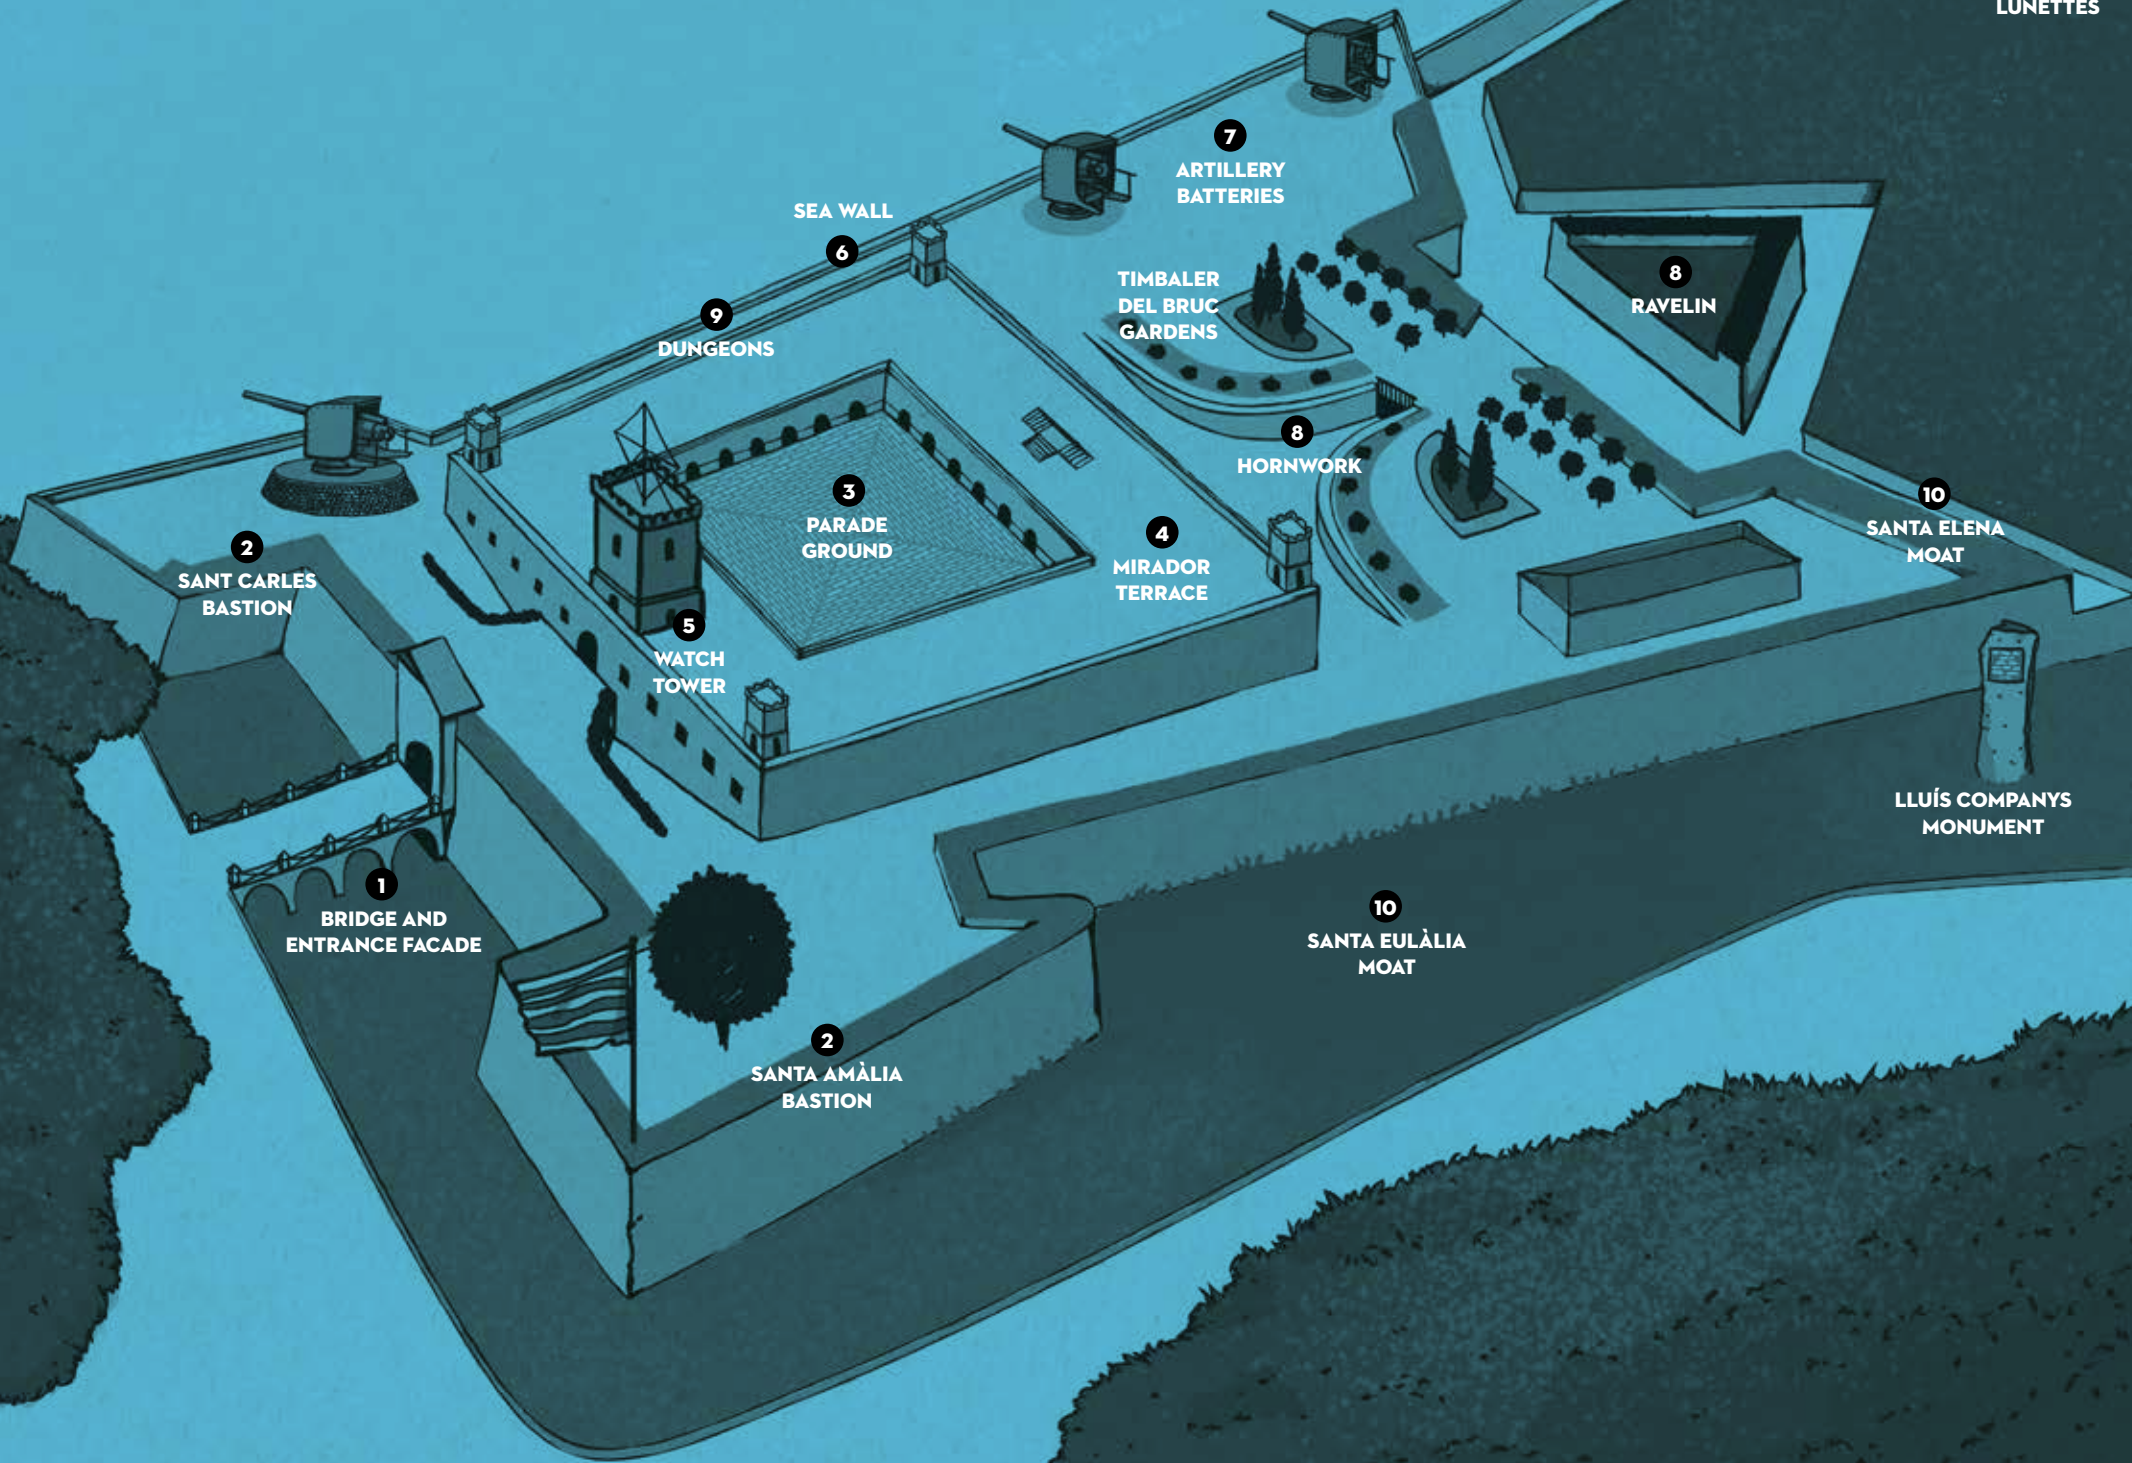 LUNETTES
7
ARTILLERY
BATTERIES
SEA WALL
6
9
DUNGEONS
TIMBALER
DEL BRUC
GARDENS
8
RAVELIN
8
HORNWORK
3
PARADE
GROUND
4
MIRADOR
TERRACE
10
SANTA ELENA
MOAT
2
SANT CARLES
BASTION
5
WATCH
TOWER
LLUÍS COMPANYS
MONUMENT
1
BRIDGE AND
ENTRANCE FACADE
10
SANTA EULÀLIA
MOAT
2
SANTA AMÀLIA
BASTION